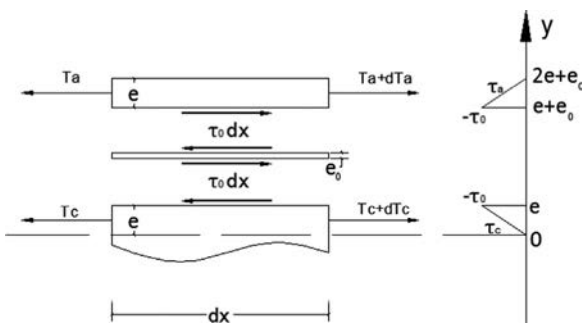 y
Ta
Ta+dTa
e
τa
2e+e₀
-τ₀
e+e₀
τ₀dx
e₀
τ₀dx
Tc
Tc+dTc
e
-τ₀
e
τc
0
dx